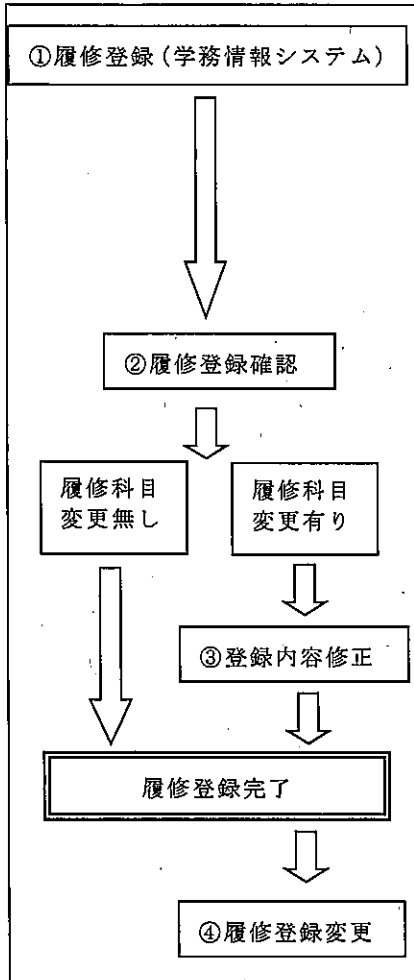 ①履修登録(学務情報システム)
②履修登録確認
履修科目
変更無し
履修科目
変更有り
③登録内容修正
履修登録完了
④履修登録変更